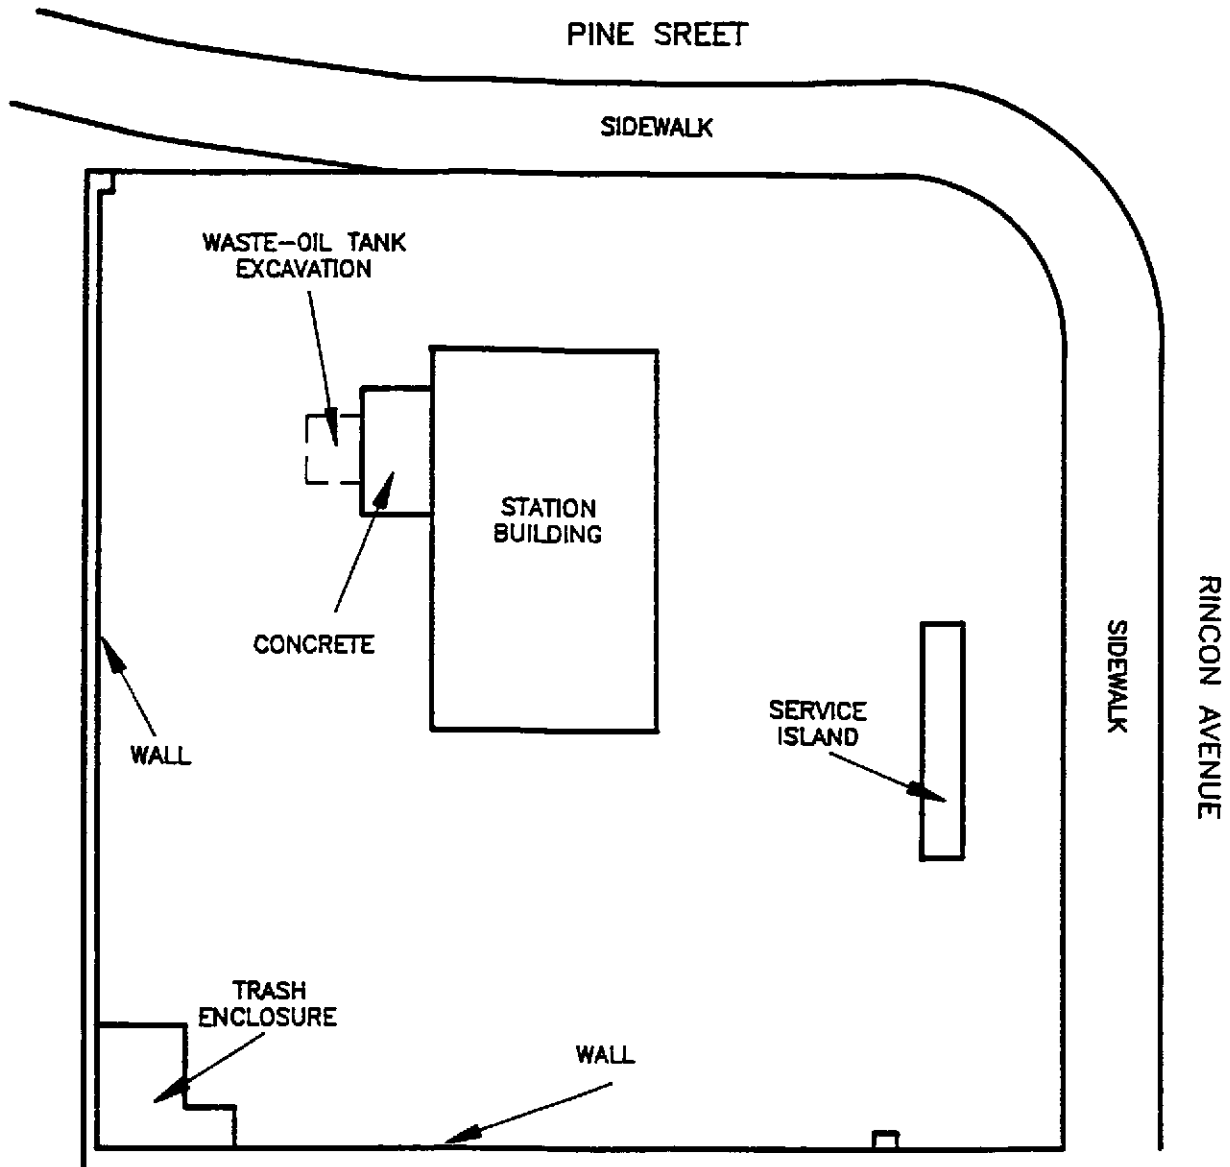 PINE SREET
SIDEWALK
WASTE-OIL TANK
EXCAVATION
STATION
BUILDING
CONCRETE
SERVICE
ISLAND
SIDEWALK
RINCON AVENUE
WALL
TRASH
ENCLOSURE
WALL